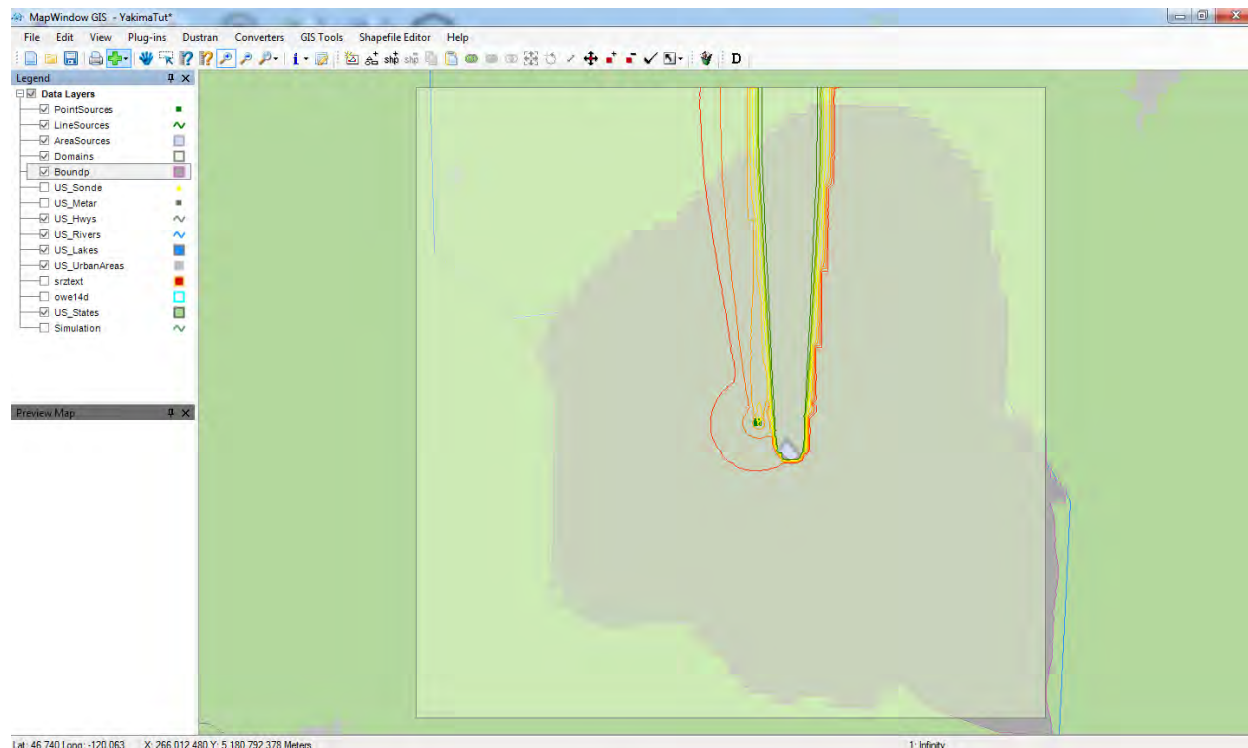 MapWindow GIS - YakimaTut*
File Edit View Plug-ins Dustran Converters GIS Tools Shapefile Editor Help
shp shp D
Legend
Data Layers
PointSources
LineSources
AreaSources
Domains
Boundp
US_Sonde
US_Metar
US_Hwys
US_Rivers
US_Lakes
US_UrbanAreas
srztext
owe14d
US_States
Simulation
Preview Map
Lat: 46.740 Long: -120.063 X: 266,012.480 Y: 5,180,792.378 Meters 1: Infinity